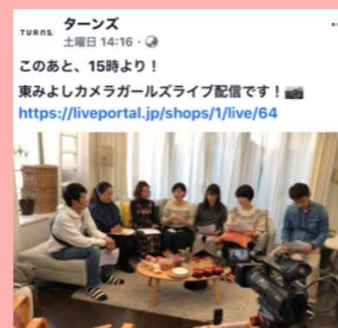 TURNS.
ターンズ
土曜日 14:16 ·
このあと、15時より！
東みよしカメラガールズライブ配信です！📷
https://liveportal.jp/shops/1/live/64